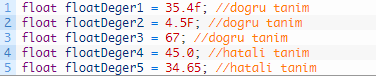 1 float floatDeger1 = 35.4f; //dogru tanim
2 float floatDeger2 = 4.5F; //dogru tanim
3 float floatDeger3 = 67; //dogru tanim
4 float floatDeger4 = 45.0; //hatali tanim
5 float floatDeger5 = 34.65; //hatali tanim